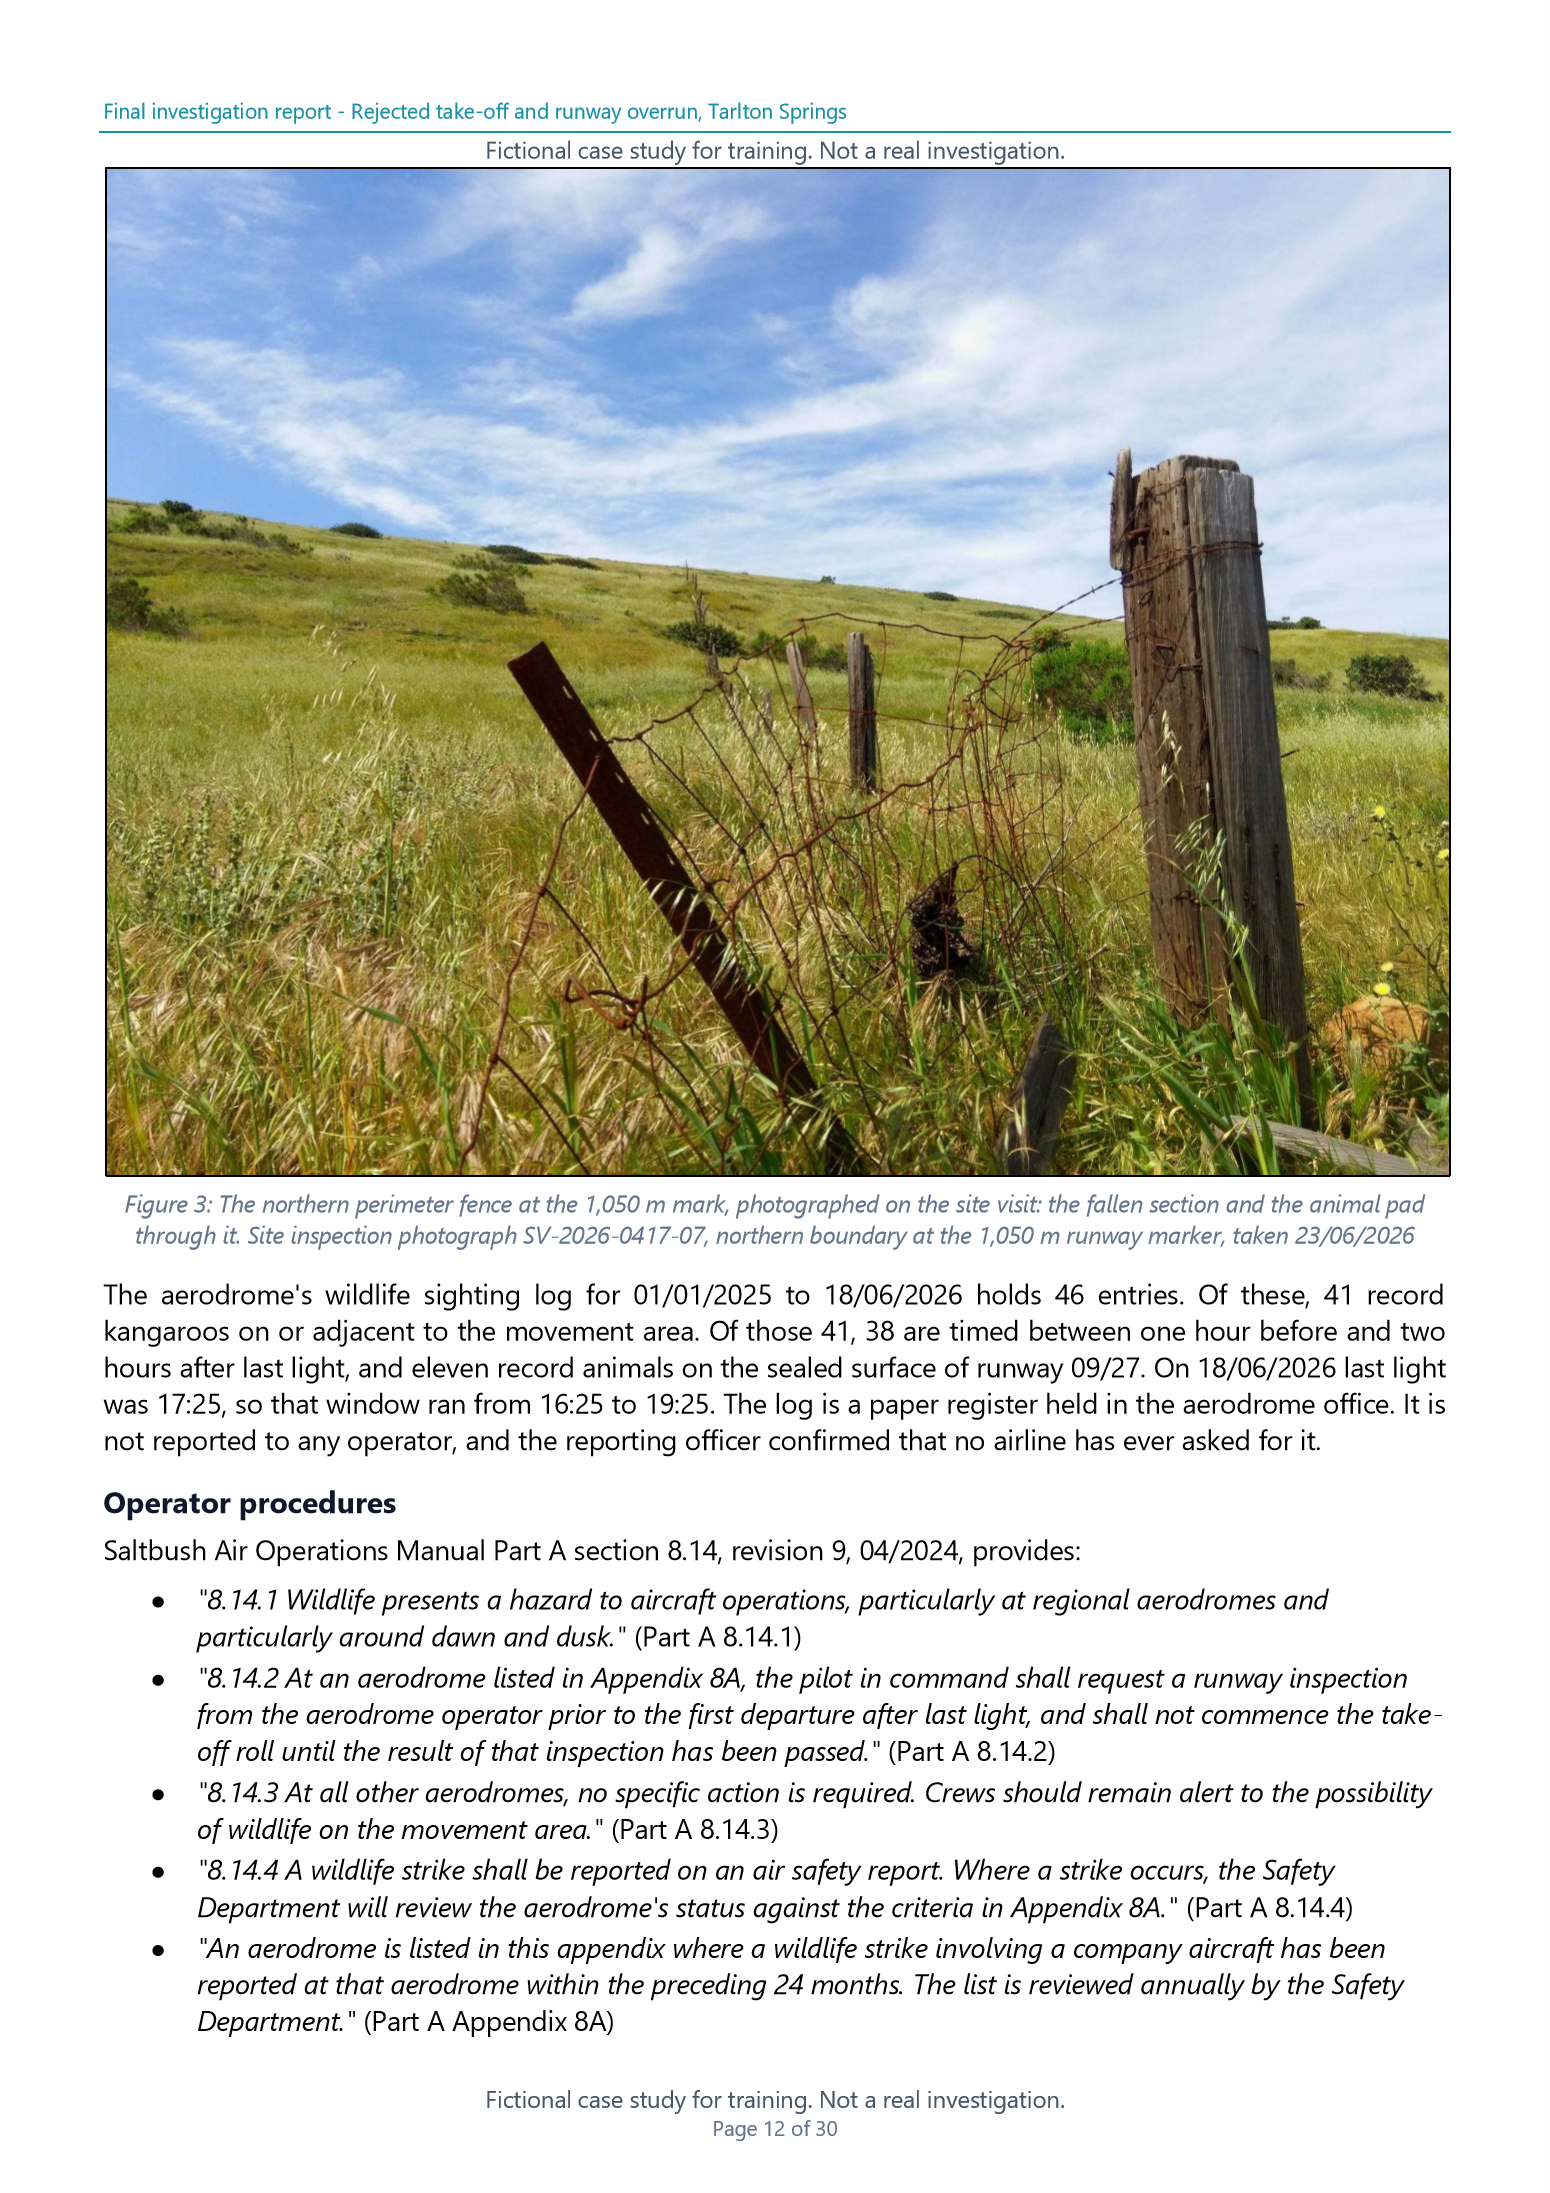 Final investigation report - Rejected take-off and runway overrun, Tarlton Springs
Fictional case study for training. Not a real investigation.
Figure 3: The northern perimeter fence at the 1,050 m mark, photographed on the site visit: the fallen section and the animal pad
through it. Site inspection photograph SV-2026-0417-07, northern boundary at the 1,050 m runway marker, taken 23/06/2026
The aerodrome's wildlife sighting log for 01/01/2025 to 18/06/2026 holds 46 entries. Of these, 41 record
kangaroos on or adjacent to the movement area. Of those 41, 38 are timed between one hour before and two
hours after last light, and eleven record animals on the sealed surface of runway 09/27. On 18/06/2026 last light
was 17:25, so that window ran from 16:25 to 19:25. The log is a paper register held in the aerodrome office. It is
not reported to any operator, and the reporting officer confirmed that no airline has ever asked for it.
Operator procedures
Saltbush Air Operations Manual Part A section 8.14, revision 9, 04/2024, provides:
● "8.14.1 Wildlife presents a hazard to aircraft operations, particularly at regional aerodromes and
particularly around dawn and dusk." (Part A 8.14.1)
● "8.14.2 At an aerodrome listed in Appendix 8A, the pilot in command shall request a runway inspection
from the aerodrome operator prior to the first departure after last light, and shall not commence the take-
off roll until the result of that inspection has been passed." (Part A 8.14.2)
● "8.14.3 At all other aerodromes, no specific action is required. Crews should remain alert to the possibility
of wildlife on the movement area." (Part A 8.14.3)
● "8.14.4 A wildlife strike shall be reported on an air safety report. Where a strike occurs, the Safety
Department will review the aerodrome's status against the criteria in Appendix 8A." (Part A 8.14.4)
● "An aerodrome is listed in this appendix where a wildlife strike involving a company aircraft has been
reported at that aerodrome within the preceding 24 months. The list is reviewed annually by the Safety
Department." (Part A Appendix 8A)
Fictional case study for training. Not a real investigation.
Page 12 of 30